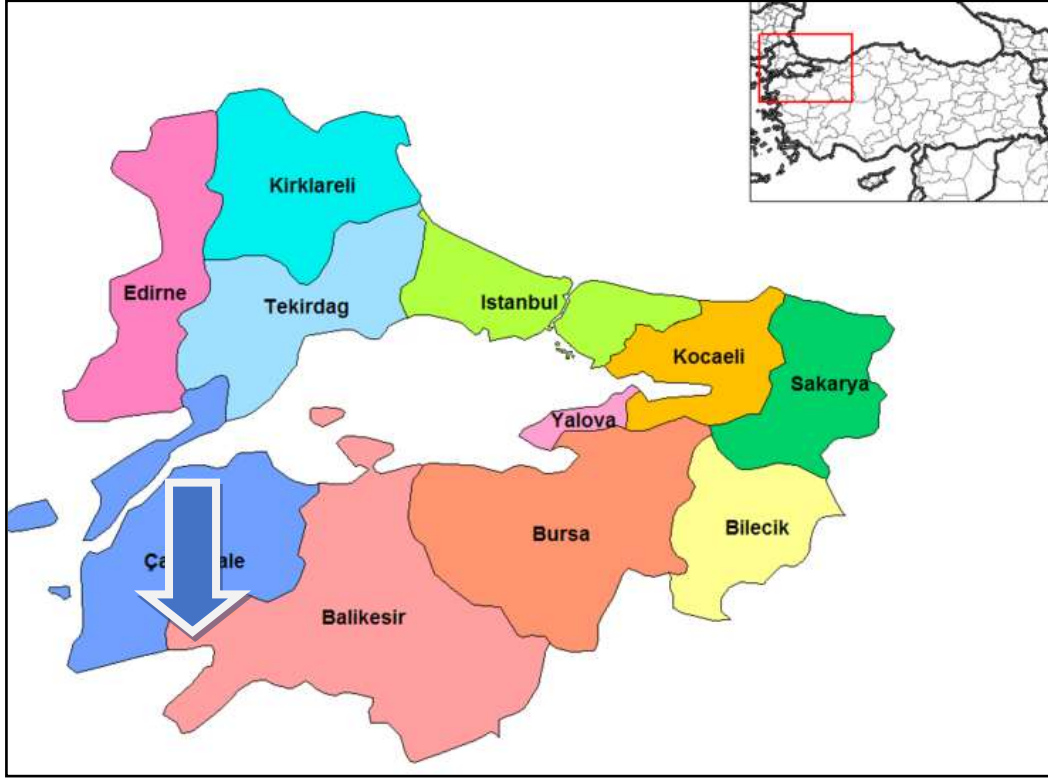 Kirklareli
Edirne
Tekirdag
Istanbul
Kocaeli
Sakarya
Yalova
Bursa
Bilecik
Balikesir